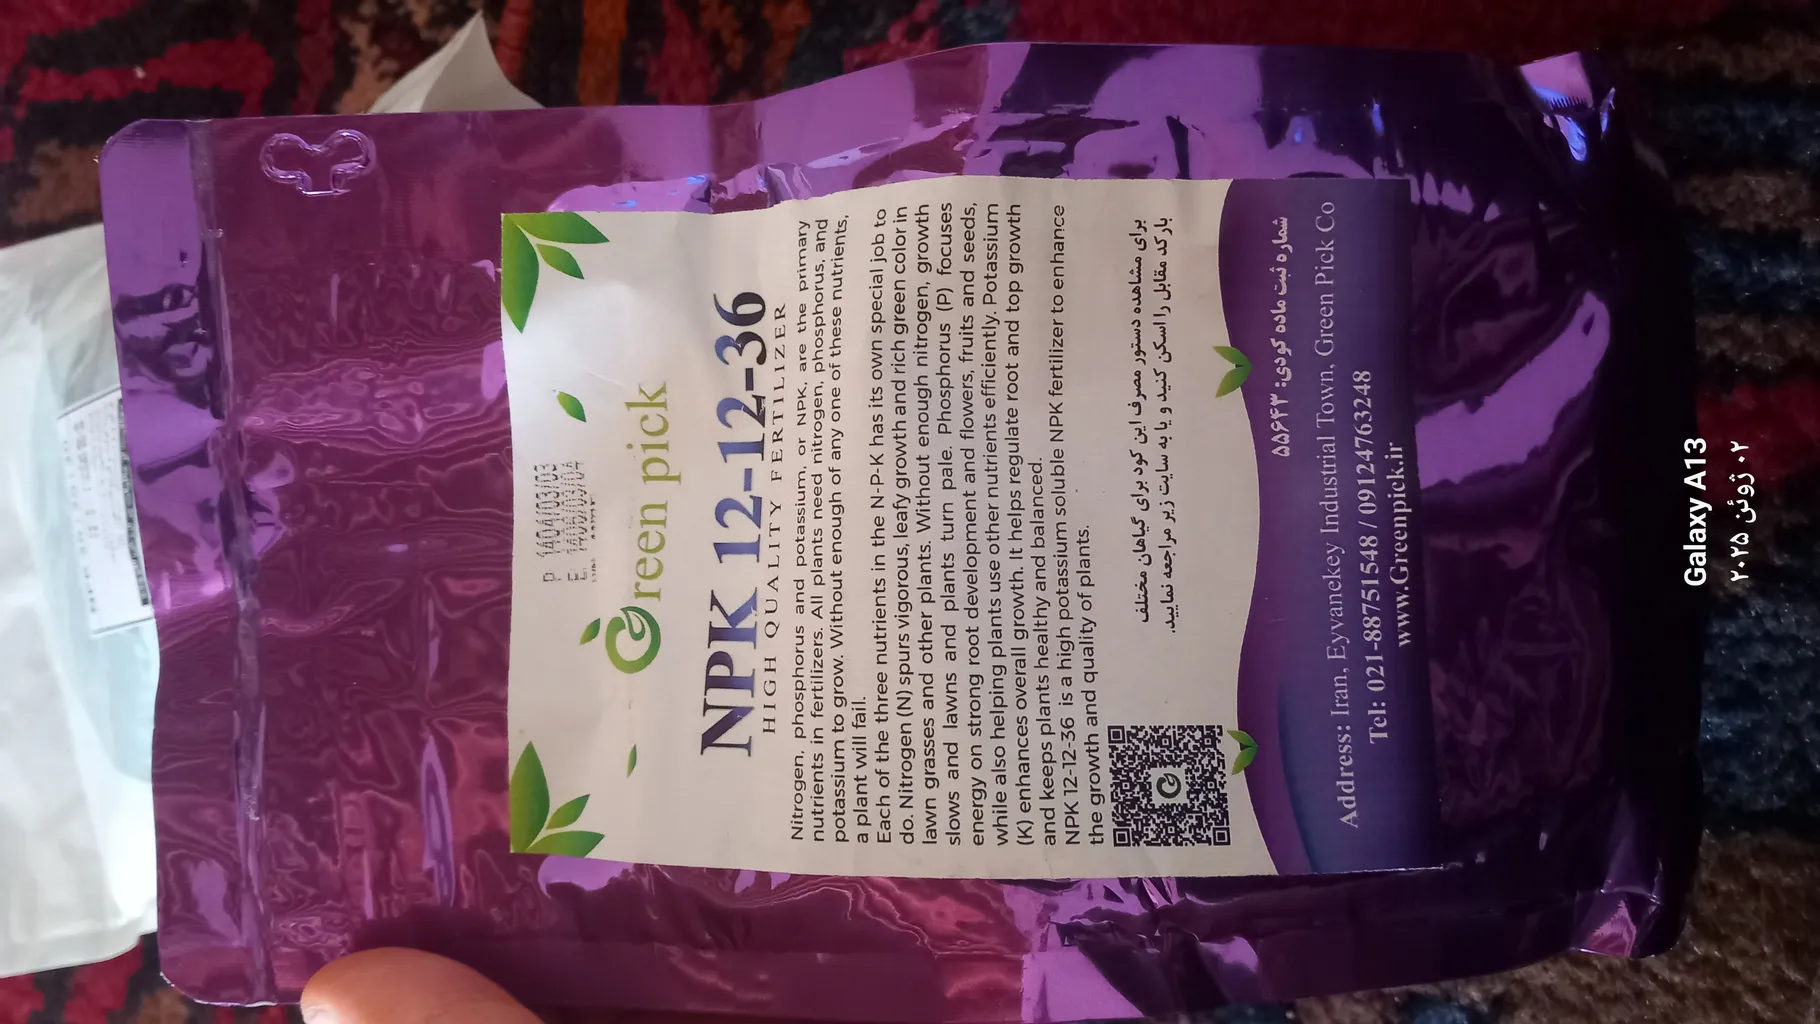 P 1404/03/03
E 1406/03/04
Green pick
NPK 12-12-36
HIGH QUALITY FERTILIZER
Nitrogen, phosphorus and potassium, or NPK, are the primary
nutrients in fertilizers. All plants need nitrogen, phosphorus, and
potassium to grow. Without enough of any one of these nutrients,
a plant will fail.
Each of the three nutrients in the N-P-K has its own special job to
do. Nitrogen (N) spurs vigorous, leafy growth and rich green color in
lawn grasses and other plants. Without enough nitrogen, growth
slows and lawns and plants turn pale. Phosphorus (P) focuses
energy on strong root development and flowers, fruits and seeds,
while also helping plants use other nutrients efficiently. Potassium
(K) enhances overall growth. It helps regulate root and top growth
and keeps plants healthy and balanced.
NPK 12-12-36 is a high potassium soluble NPK fertilizer to enhance
the growth and quality of plants.
برای مشاهده دستور مصرف این کود برای گیاهان مختلف
بارکد مقابل را اسکن کنید و یا به سایت زیر مراجعه نمایید.
شماره ثبت ماده کودی: ۵۵۶۴۳
Address: Iran, Eyvanekey Industrial Town, Green Pick Co
Tel: 021-88751548 / 09124763248
www.Greenpick.ir
Galaxy A13
۰۲ ژوئن ۲۰۲۵